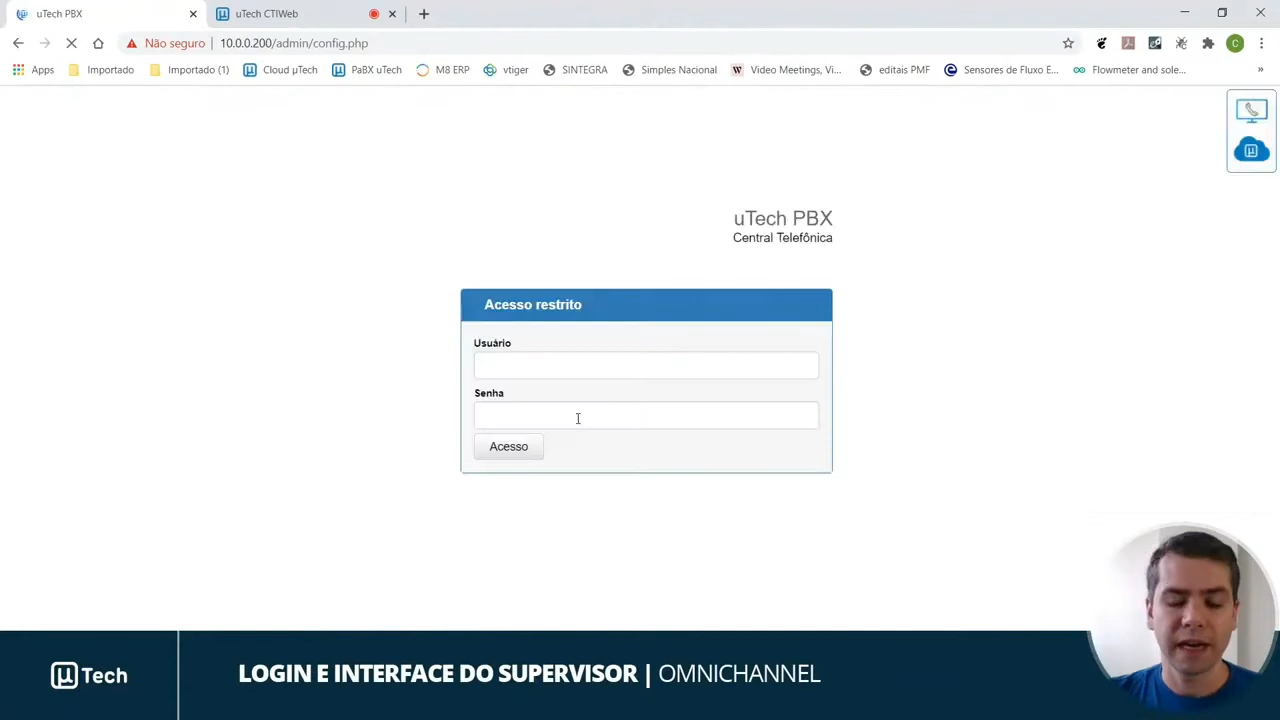 uTech PBX
uTech CTIWeb
Não seguro
10.0.0.200/admin/config.php
C
Apps
Importado
Importado (1)
Cloud µTech
PaBX uTech
M8 ERP
vtiger
SINTEGRA
Simples Nacional
Video Meetings, Vi...
editais PMF
Sensores de Fluxo E...
Flowmeter and sole...
»
uTech PBX
Central Telefônica
Acesso restrito
Usuário
Senha
Acesso
µ Tech
LOGIN E INTERFACE DO SUPERVISOR | OMNICHANNEL